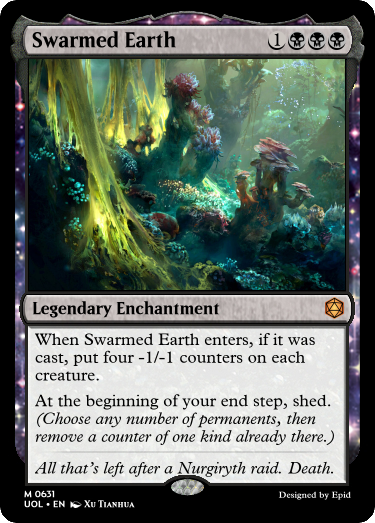 Swarmed Earth 1
Legendary Enchantment
When Swarmed Earth enters, if it was
cast, put four -1/-1 counters on each
creature.
At the beginning of your end step, shed.
(Choose any number of permanents, then
remove a counter of one kind already there.)
All that's left after a Nurgiryth raid. Death.
M 0631
UOL • EN Xu Tianhua
Designed by Epid